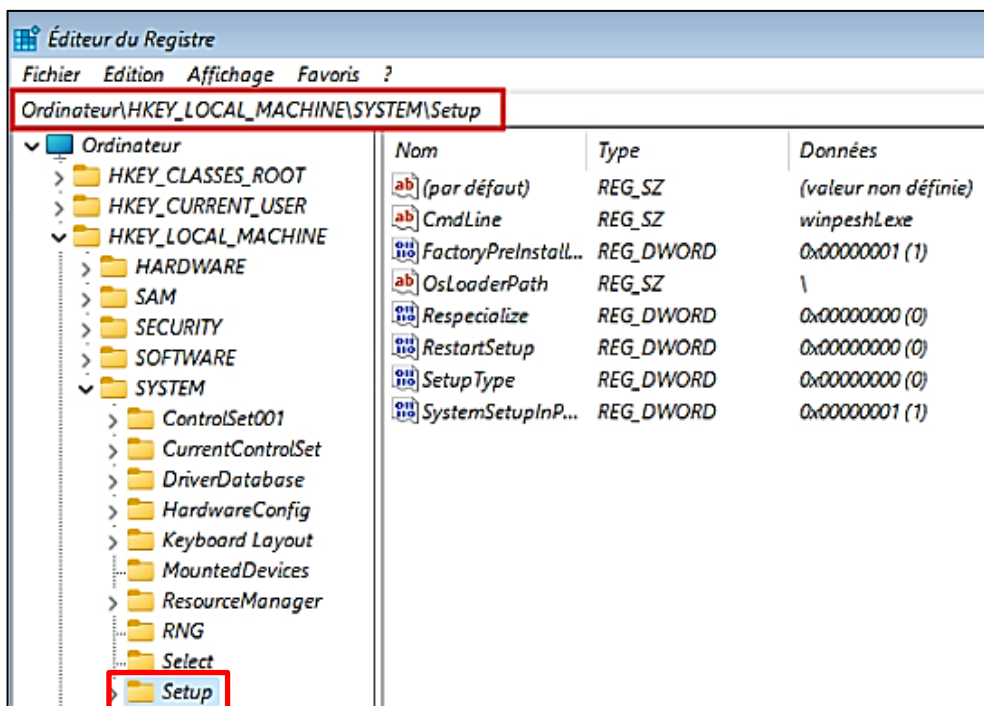 Éditeur du Registre
Fichier Edition Affichage Favoris ?
Ordinateur\HKEY_LOCAL_MACHINE\SYSTEM\Setup
Ordinateur
HKEY_CLASSES_ROOT
HKEY_CURRENT_USER
HKEY_LOCAL_MACHINE
HARDWARE
SAM
SECURITY
SOFTWARE
SYSTEM
ControlSet001
CurrentControlSet
DriverDatabase
HardwareConfig
Keyboard Layout
MountedDevices
ResourceManager
RNG
Select
Setup
Nom Type Données
(par défaut) REG_SZ (valeur non définie)
CmdLine REG_SZ winpeshl.exe
FactoryPreInstall... REG_DWORD 0x00000001 (1)
OsLoaderPath REG_SZ \
Respecialize REG_DWORD 0x00000000 (0)
RestartSetup REG_DWORD 0x00000000 (0)
SetupType REG_DWORD 0x00000000 (0)
SystemSetupInP... REG_DWORD 0x00000001 (1)